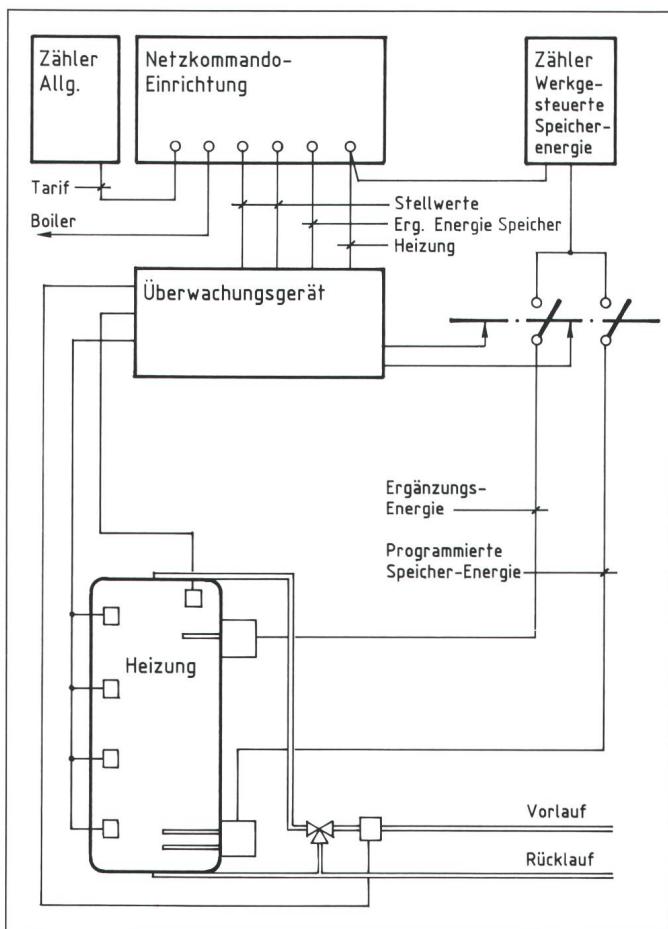 Zähler
Allg.
Netzkommando-
Einrichtung
Zähler
Werkge-
steuerte
Speicher-
energie
Tarif
Boiler
Stellwerte
Erg. Energie Speicher
Heizung
Überwachungsgerät
Ergänzungs-
Energie
Programmierte
Speicher-Energie
Heizung
Vorlauf
Rücklauf